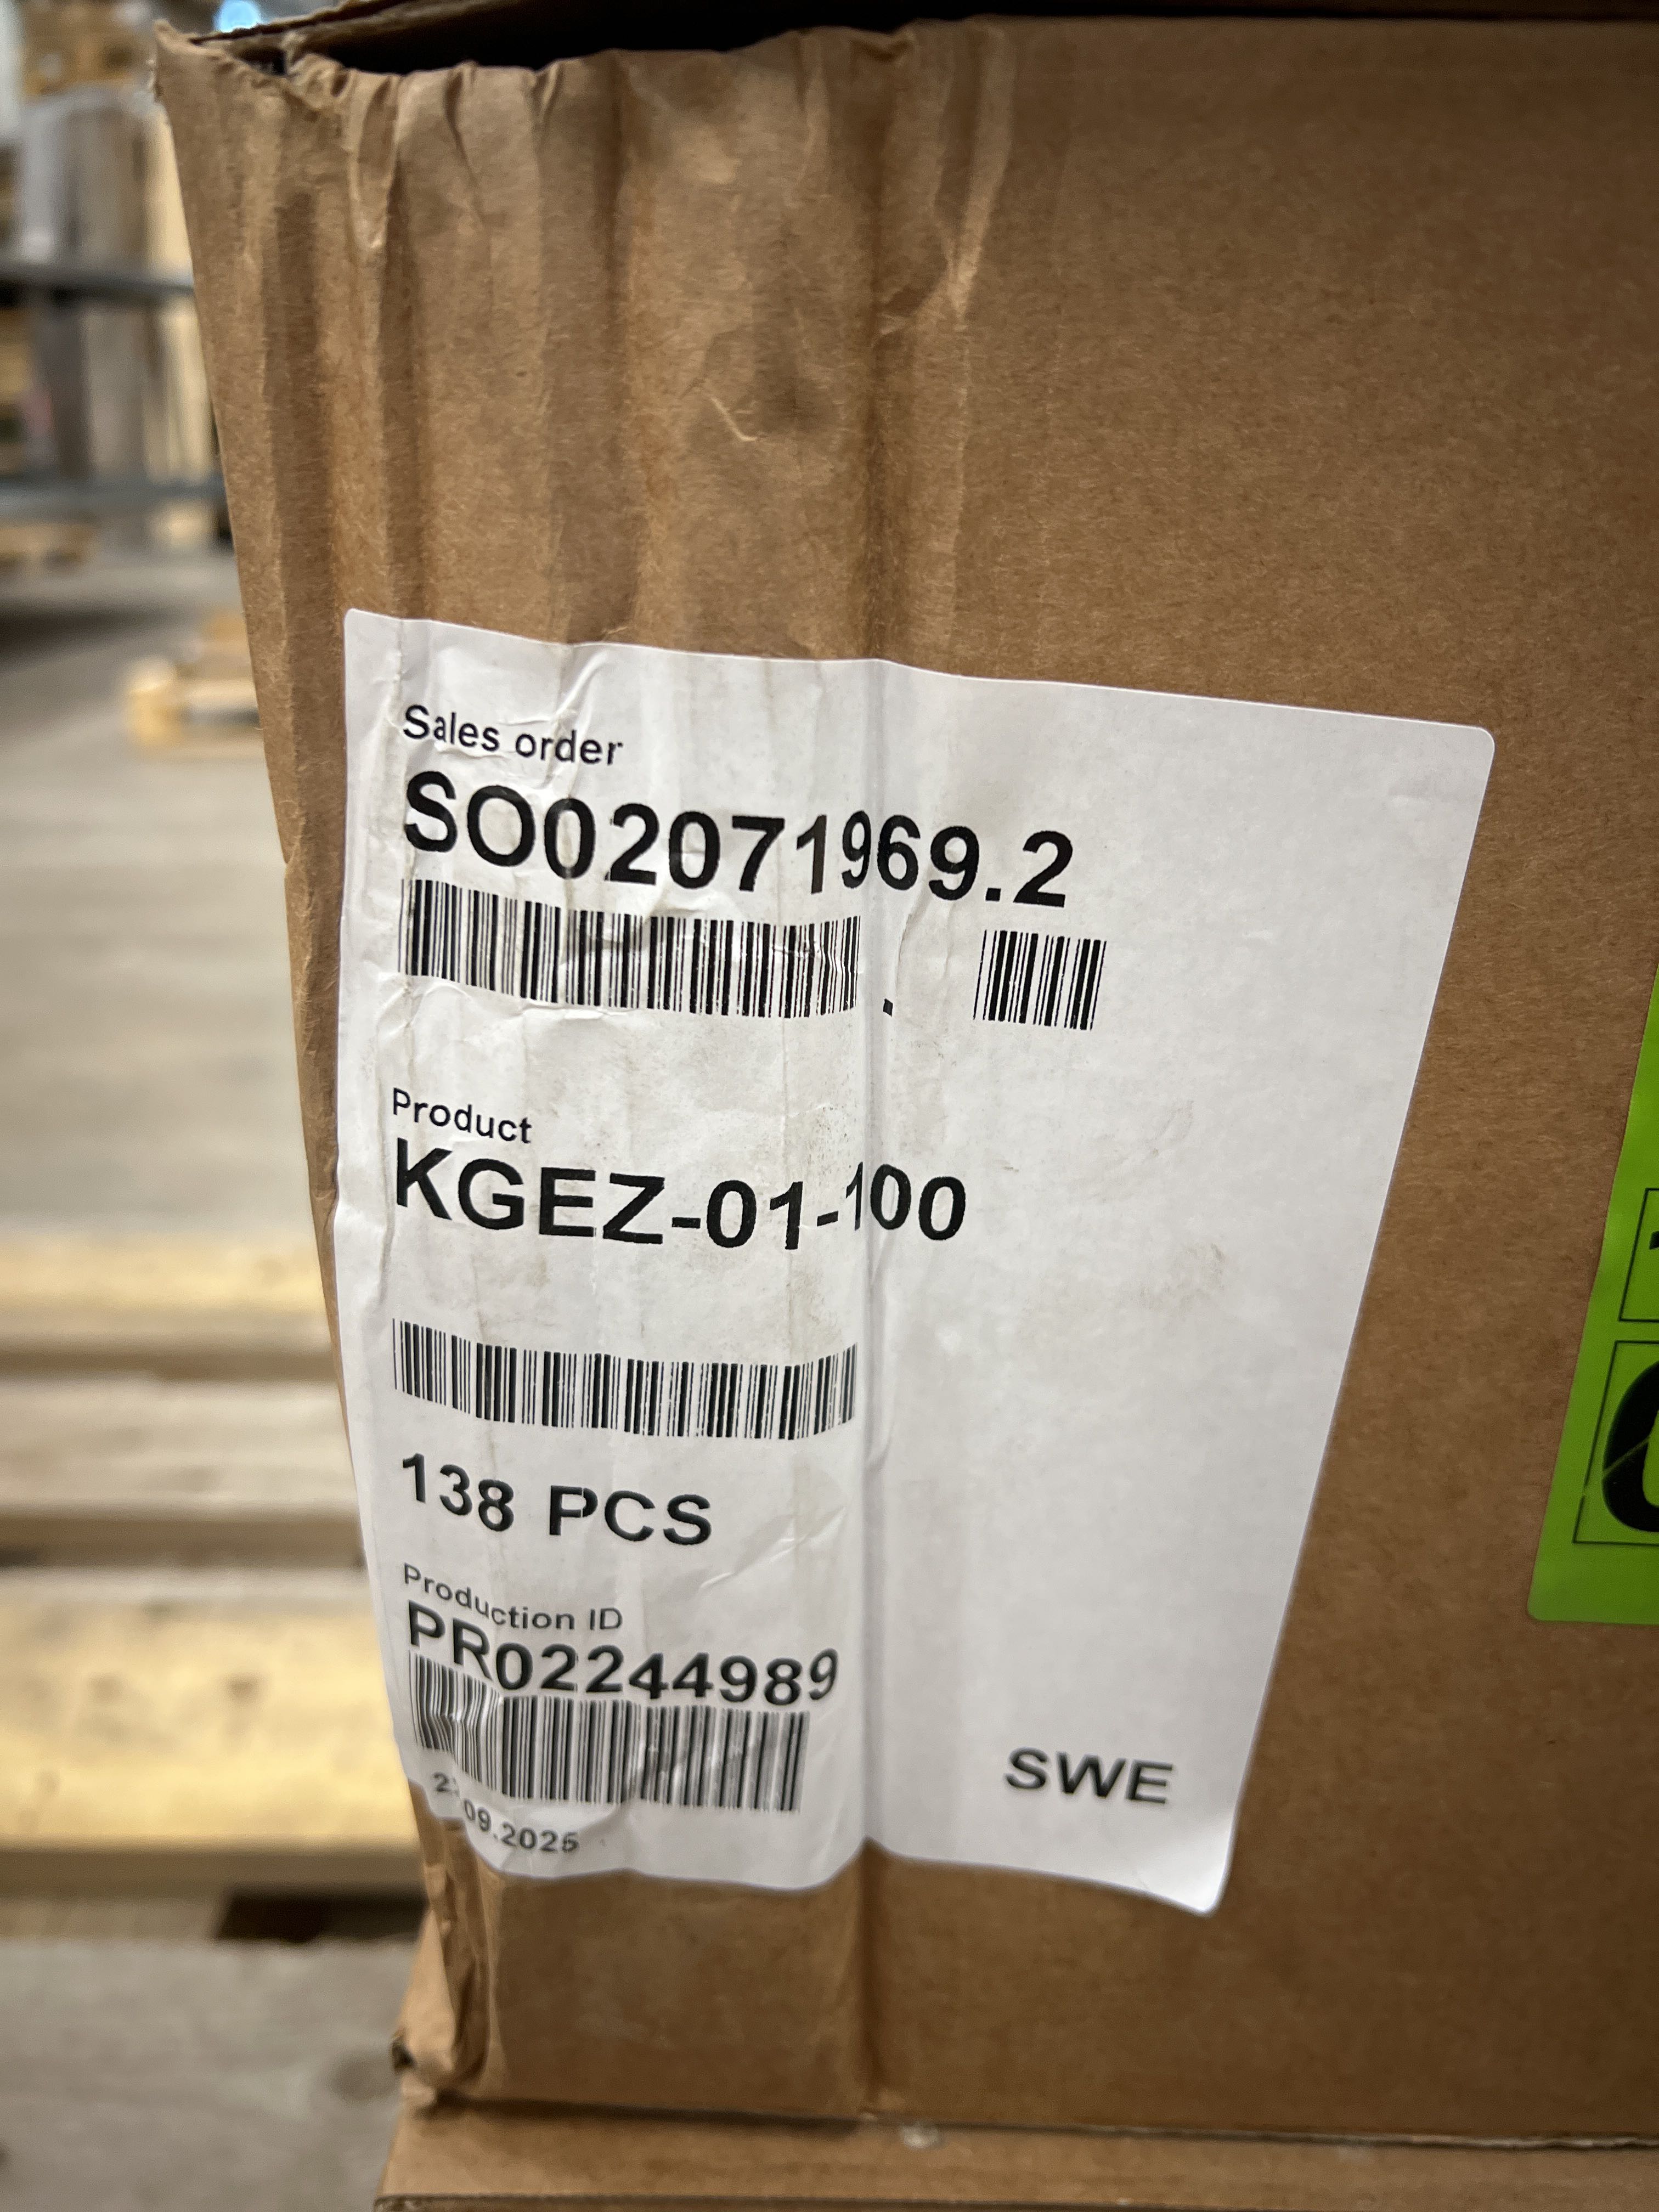 Sales order
SO02071969.2
.
Product
KGEZ-01-100
138 PCS
Production ID
PR02244989
SWE